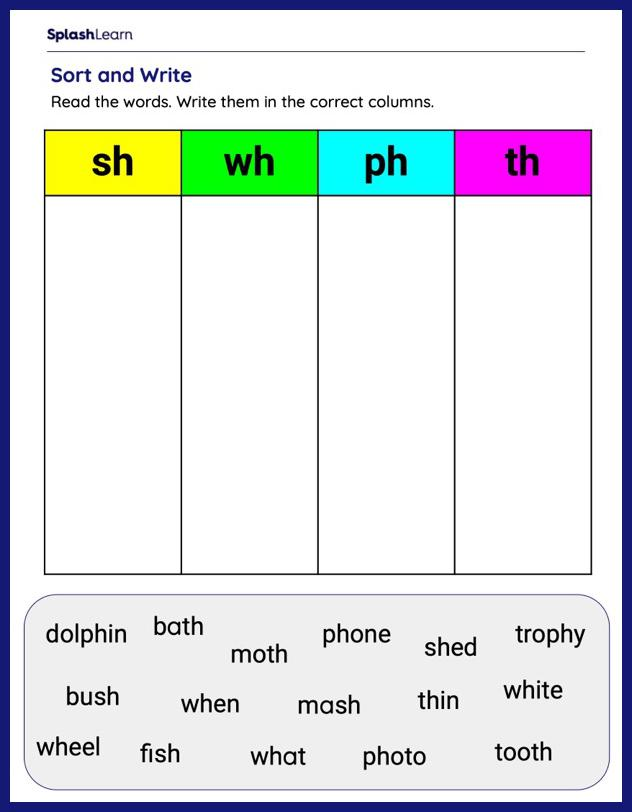 SplashLearn
Sort and Write
Read the words. Write them in the correct columns.
sh wh ph th
dolphin bath moth phone shed trophy
bush when mash thin white
wheel fish what photo tooth